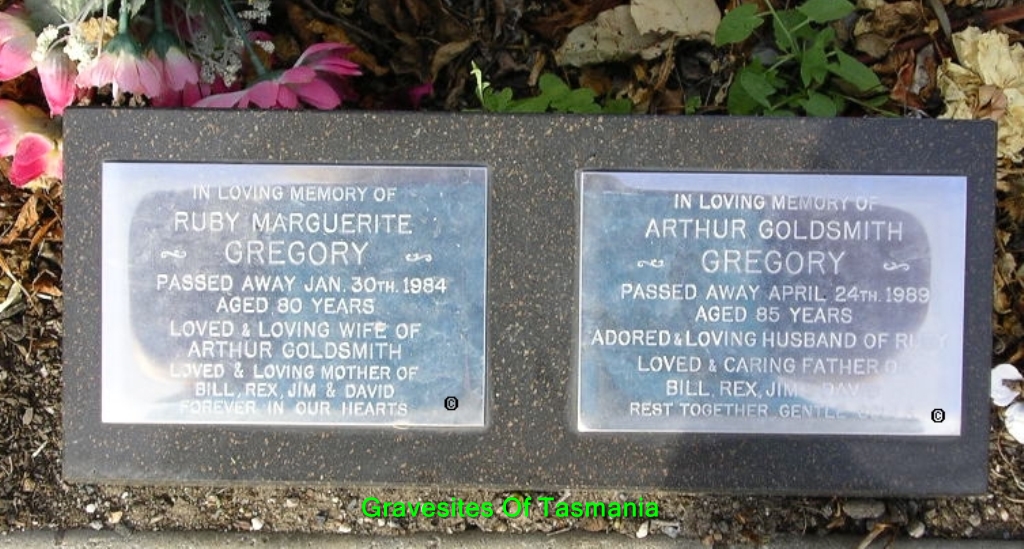 IN LOVING MEMORY OF
RUBY MARGUERITE
GREGORY
PASSED AWAY JAN. 30TH. 1984
AGED 80 YEARS
LOVED & LOVING WIFE OF
ARTHUR GOLDSMITH
LOVED & LOVING MOTHER OF
BILL, REX, JIM & DAVID
FOREVER IN OUR HEARTS
©
IN LOVING MEMORY OF
ARTHUR GOLDSMITH
GREGORY
PASSED AWAY APRIL 24TH. 1989
AGED 85 YEARS
ADORED & LOVING HUSBAND OF RUBY
LOVED & CARING FATHER
BILL, REX, JIM
REST TOGETHER GENTLE
©
Gravesites Of Tasmania